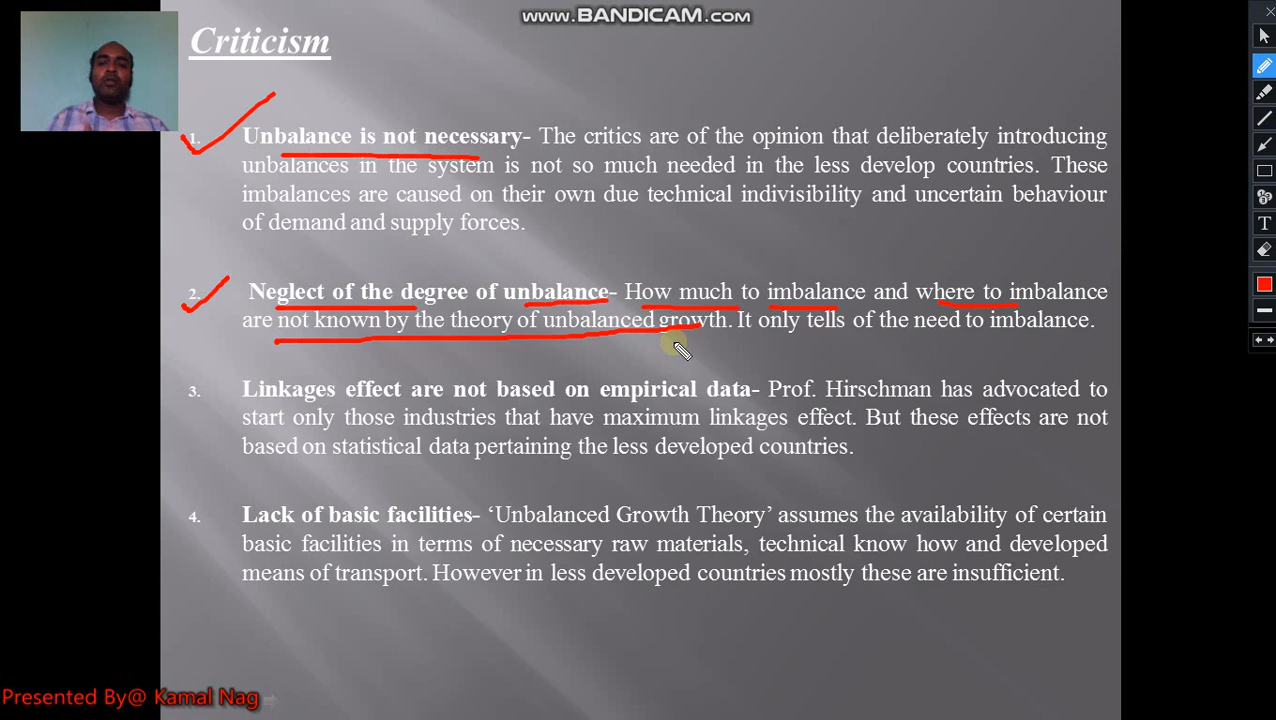 www.BANDICAM.com
Criticism
1. Unbalance is not necessary- The critics are of the opinion that deliberately introducing
unbalances in the system is not so much needed in the less develop countries. These
imbalances are caused on their own due technical indivisibility and uncertain behaviour
of demand and supply forces.
2. Neglect of the degree of unbalance- How much to imbalance and where to imbalance
are not known by the theory of unbalanced growth. It only tells of the need to imbalance.
3. Linkages effect are not based on empirical data- Prof. Hirschman has advocated to
start only those industries that have maximum linkages effect. But these effects are not
based on statistical data pertaining the less developed countries.
4. Lack of basic facilities- ‘Unbalanced Growth Theory’ assumes the availability of certain
basic facilities in terms of necessary raw materials, technical know how and developed
means of transport. However in less developed countries mostly these are insufficient.
Presented By@ Kamal Nag